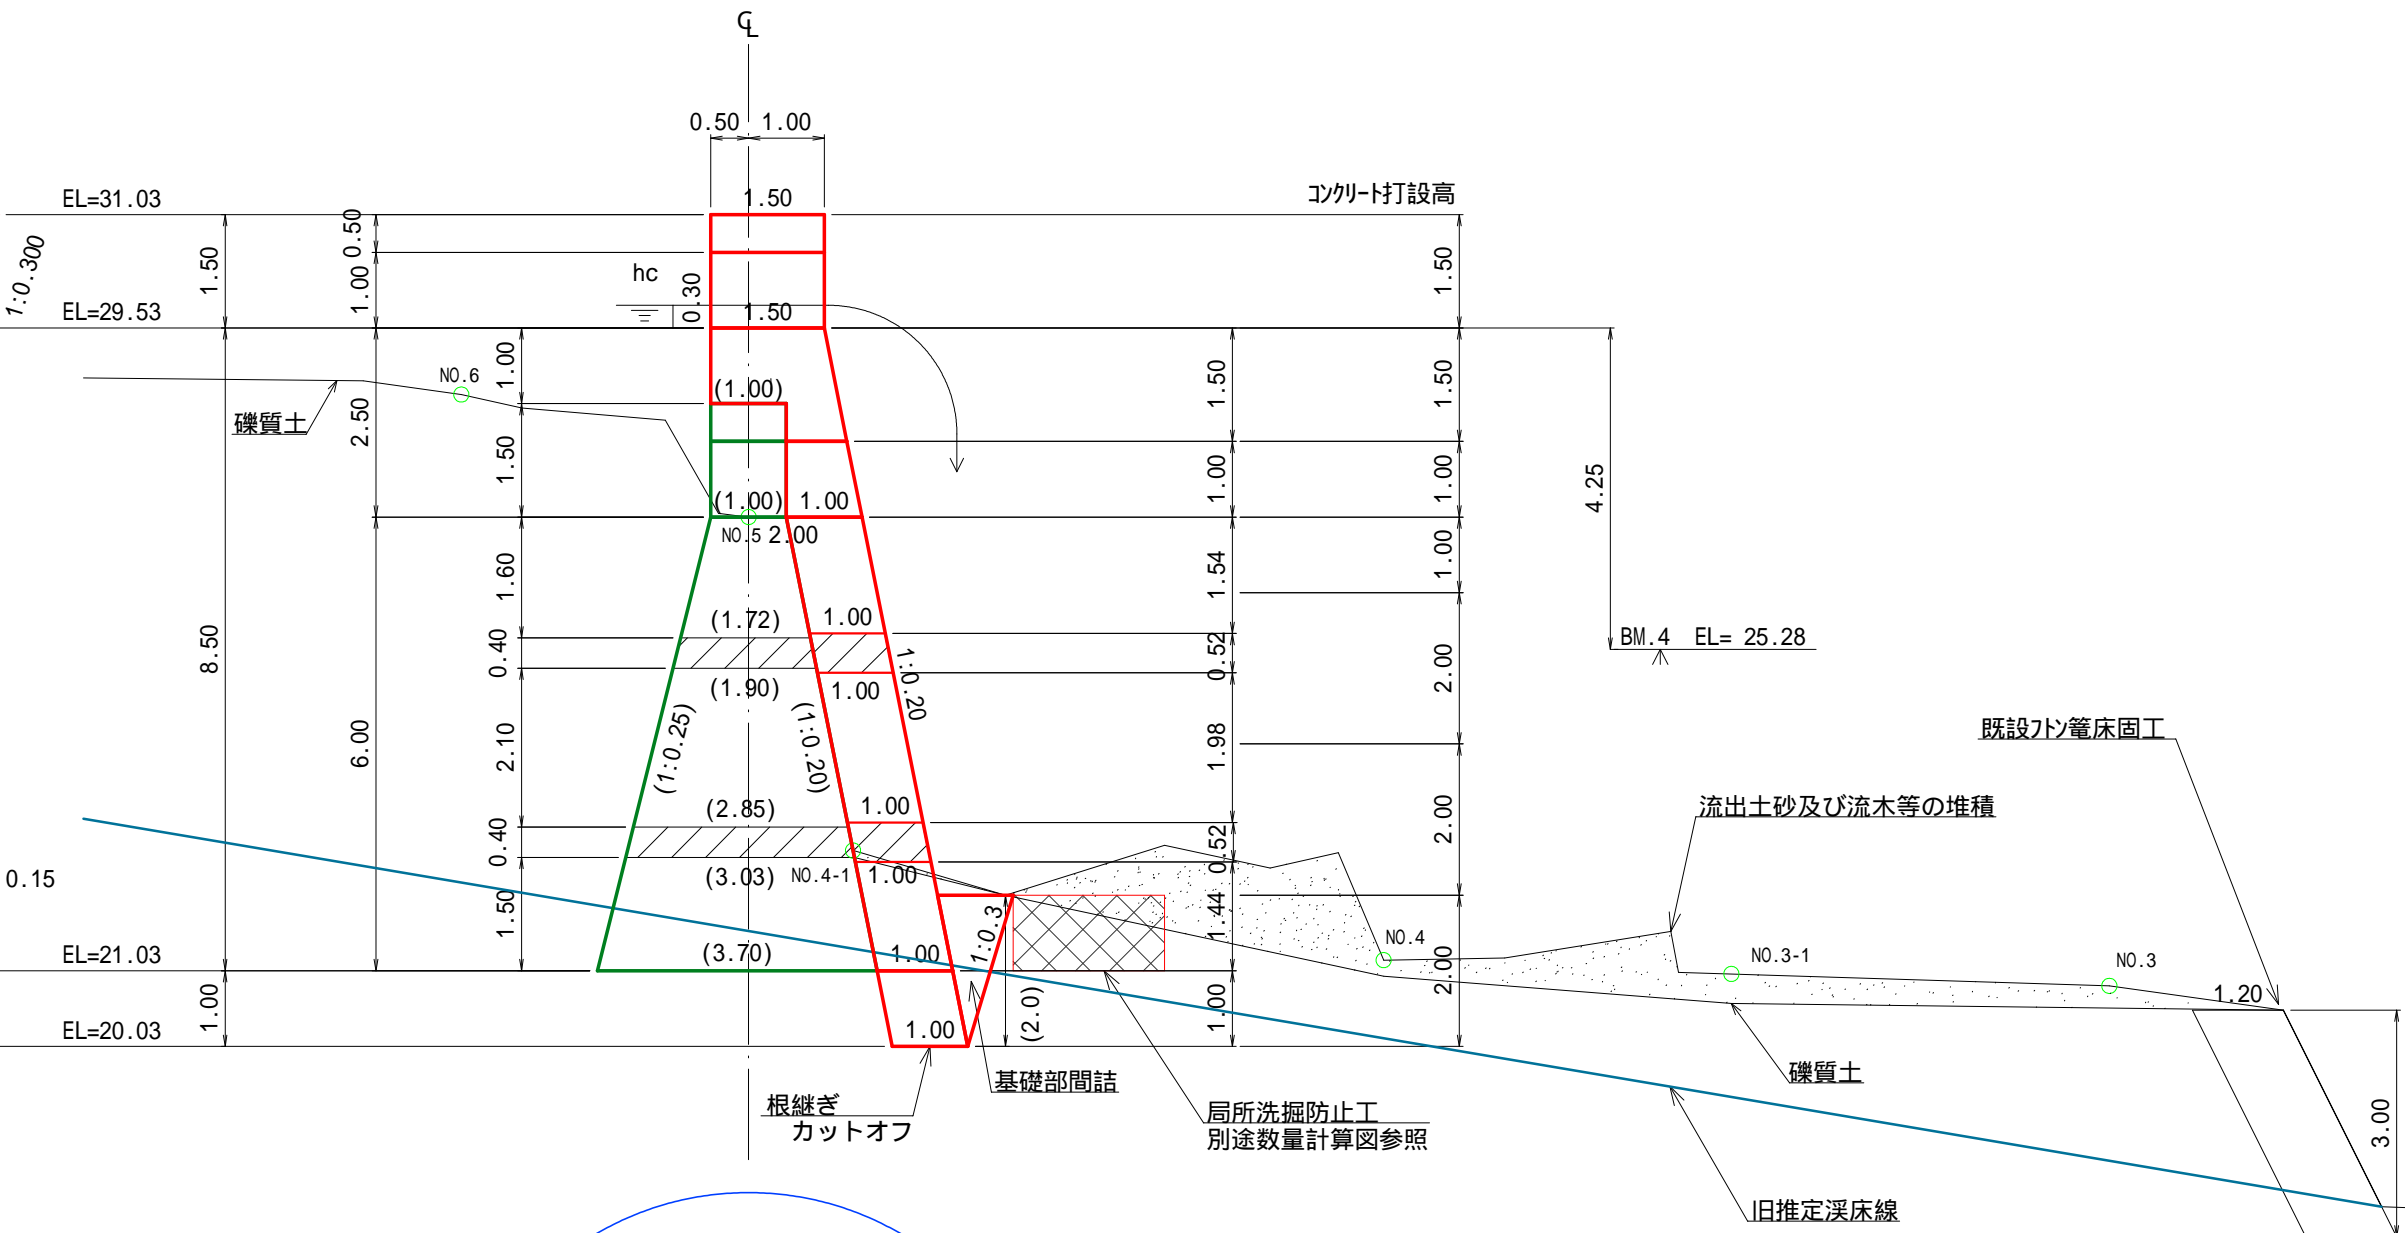 ℄
0.50 1.00
EL=31.03
1.50
コンクリート打設高
1:0.300
1.50
0.50
1.00
hc
0.30
1.50
1.50
EL=29.53
NO.6
1.00
(1.00)
1.50
1.50
礫質土
2.50
1.50
1.00
1.00
4.25
(1.00) 1.00
NO.5 2.00
1.60
1.54
1.00
(1.72) 1.00
BM.4 EL= 25.28
8.50
0.40
0.52
2.00
(1.90) 1.00
1:0.20
(1:0.25)
(1:0.20)
6.00
2.10
1.98
既設フトン篭床固工
(2.85) 1.00
流出土砂及び流木等の堆積
0.40
0.52
2.00
0.15
(3.03) NO.4-1 1.00
1.50
1:0.3
1.44
NO.4
EL=21.03
(3.70) 1.00
2.00
NO.3-1
NO.3
1.20
1.00
(2.0)
1.00
EL=20.03
1.00
基礎部間詰
礫質土
根継ぎ
カットオフ
局所洗掘防止工
別途数量計算図参照
3.00
旧推定渓床線